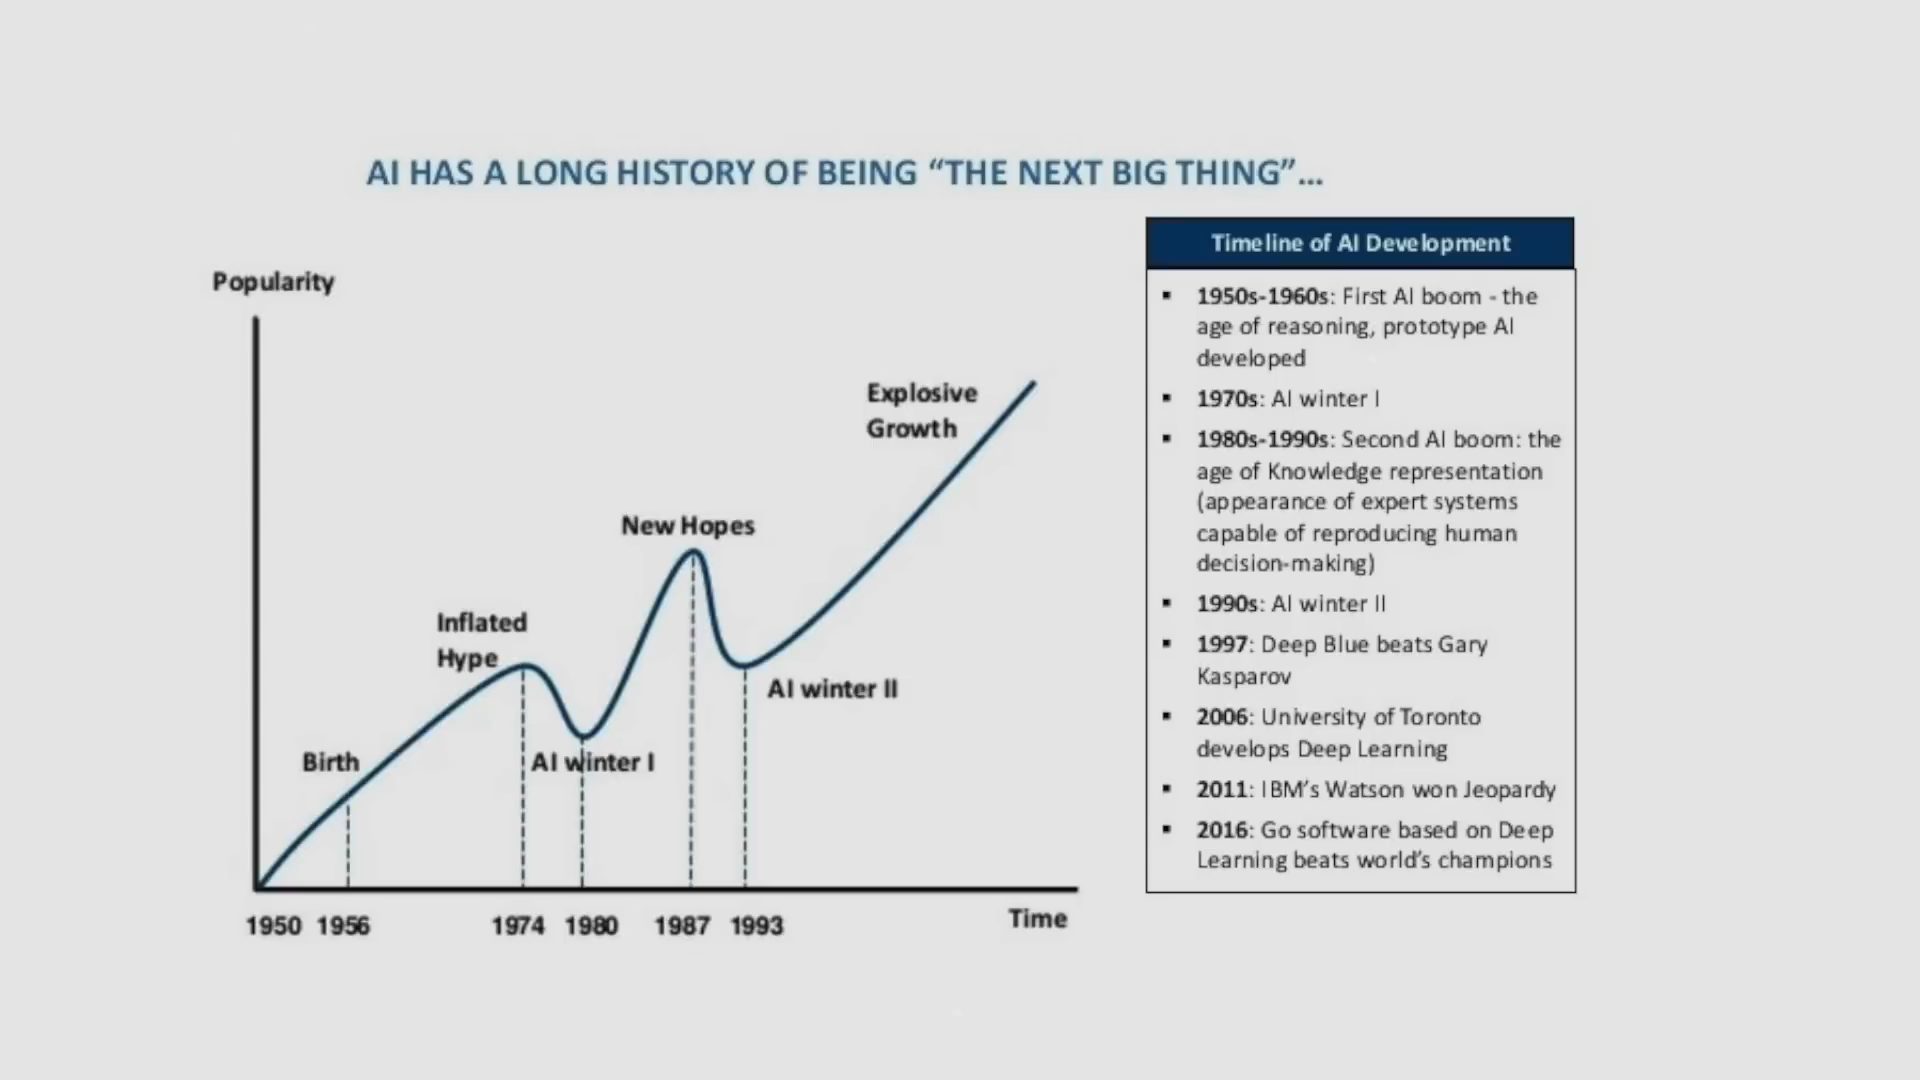 AI HAS A LONG HISTORY OF BEING “THE NEXT BIG THING”...
Popularity
Explosive
Growth
New Hopes
Inflated
Hype
AI winter II
Birth
AI winter I
1950 1956 1974 1980 1987 1993
Time
Timeline of AI Development
▪ 1950s-1960s: First AI boom - the
age of reasoning, prototype AI
developed
▪ 1970s: AI winter I
▪ 1980s-1990s: Second AI boom: the
age of Knowledge representation
(appearance of expert systems
capable of reproducing human
decision-making)
▪ 1990s: AI winter II
▪ 1997: Deep Blue beats Gary
Kasparov
▪ 2006: University of Toronto
develops Deep Learning
▪ 2011: IBM’s Watson won Jeopardy
▪ 2016: Go software based on Deep
Learning beats world’s champions